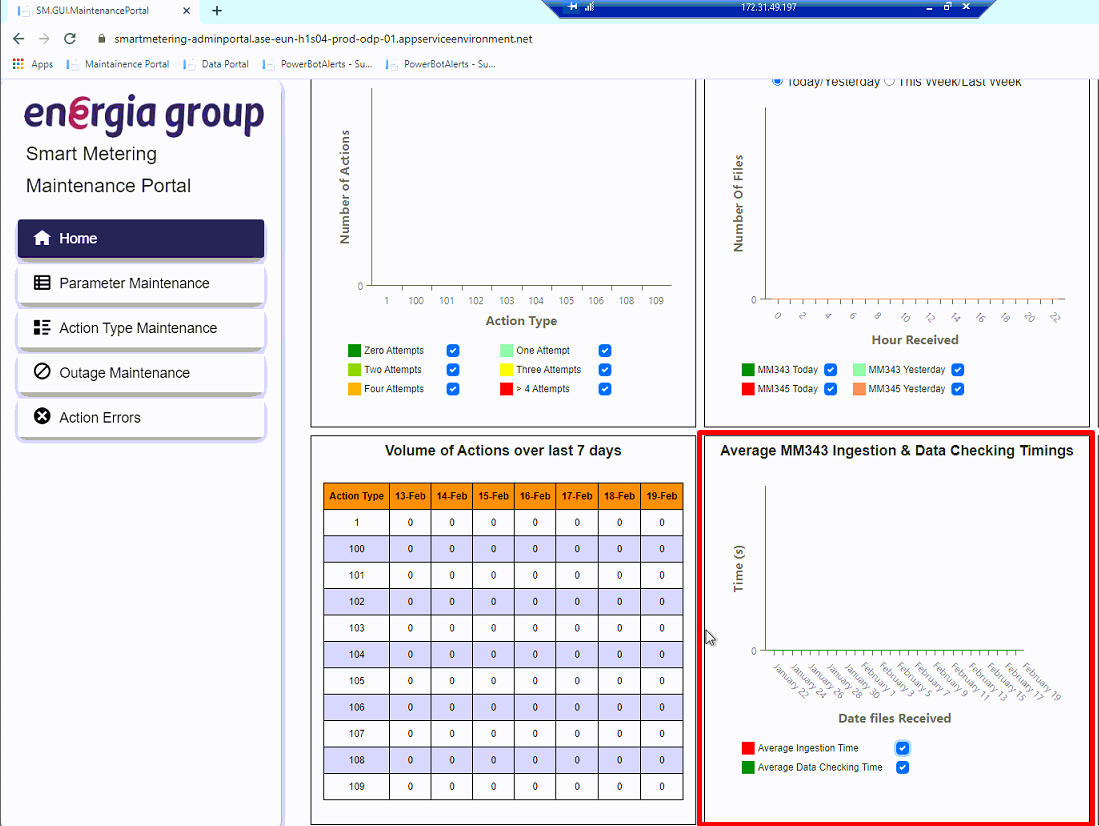 SM.GUI.MaintenancePortal
172.31.49.197
smartmetering-adminportal.ase-eun-h1s04-prod-odp-01.appserviceenvironment.net
Apps Maintainence Portal Data Portal PowerBotAlerts - Su... PowerBotAlerts - Su...
energia group
Smart Metering
Maintenance Portal
Home
Parameter Maintenance
Action Type Maintenance
Outage Maintenance
Action Errors
Number of Actions
0
1 100 101 102 103 104 105 106 108 109
Action Type
Zero Attempts One Attempt
Two Attempts Three Attempts
Four Attempts > 4 Attempts
Today/Yesterday This Week/Last Week
Number Of Files
0
0 2 4 6 8 10 12 14 16 18 20 22
Hour Received
MM343 Today MM343 Yesterday
MM345 Today MM345 Yesterday
Volume of Actions over last 7 days
Action Type 13-Feb 14-Feb 15-Feb 16-Feb 17-Feb 18-Feb 19-Feb
1 0 0 0 0 0 0 0
100 0 0 0 0 0 0 0
101 0 0 0 0 0 0 0
102 0 0 0 0 0 0 0
103 0 0 0 0 0 0 0
104 0 0 0 0 0 0 0
105 0 0 0 0 0 0 0
106 0 0 0 0 0 0 0
107 0 0 0 0 0 0 0
108 0 0 0 0 0 0 0
109 0 0 0 0 0 0 0
Average MM343 Ingestion & Data Checking Timings
Time (s)
0
January 22 January 24 January 26 January 28 January 30 February 1 February 3 February 5 February 7 February 9 February 11 February 13 February 15 February 17 February 19
Date files Received
Average Ingestion Time
Average Data Checking Time